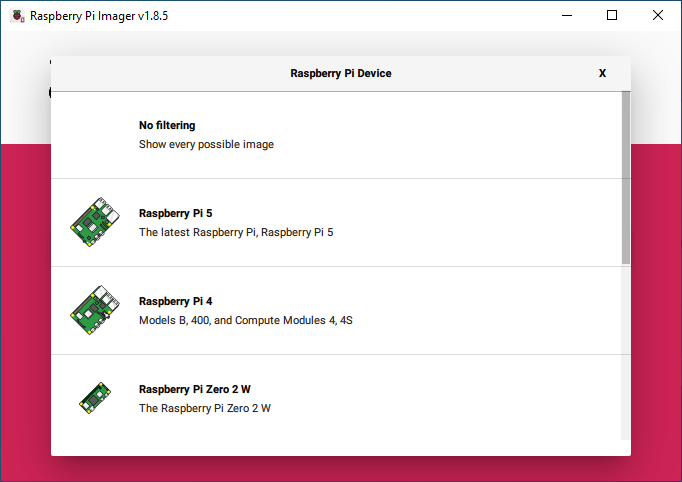 Raspberry Pi Imager v1.8.5
Raspberry Pi Device
X
No filtering
Show every possible image
Raspberry Pi 5
The latest Raspberry Pi, Raspberry Pi 5
Raspberry Pi 4
Models B, 400, and Compute Modules 4, 4S
Raspberry Pi Zero 2 W
The Raspberry Pi Zero 2 W